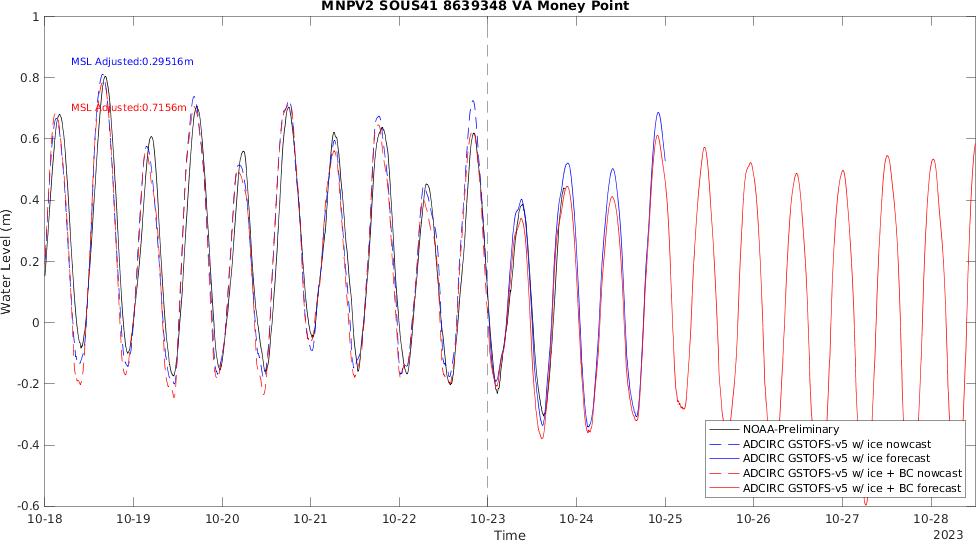 MNPV2 SOUS41 8639348 VA Money Point
MSL Adjusted:0.29516m
MSL Adjusted:0.7156m
Water Level (m)
1
0.8
0.6
0.4
0.2
0
-0.2
-0.4
-0.6
NOAA-Preliminary
ADCIRC GSTOFS-v5 w/ ice nowcast
ADCIRC GSTOFS-v5 w/ ice forecast
ADCIRC GSTOFS-v5 w/ ice + BC nowcast
ADCIRC GSTOFS-v5 w/ ice + BC forecast
10-18 10-19 10-20 10-21 10-22 10-23 10-24 10-25 10-26 10-27 10-28
Time
2023